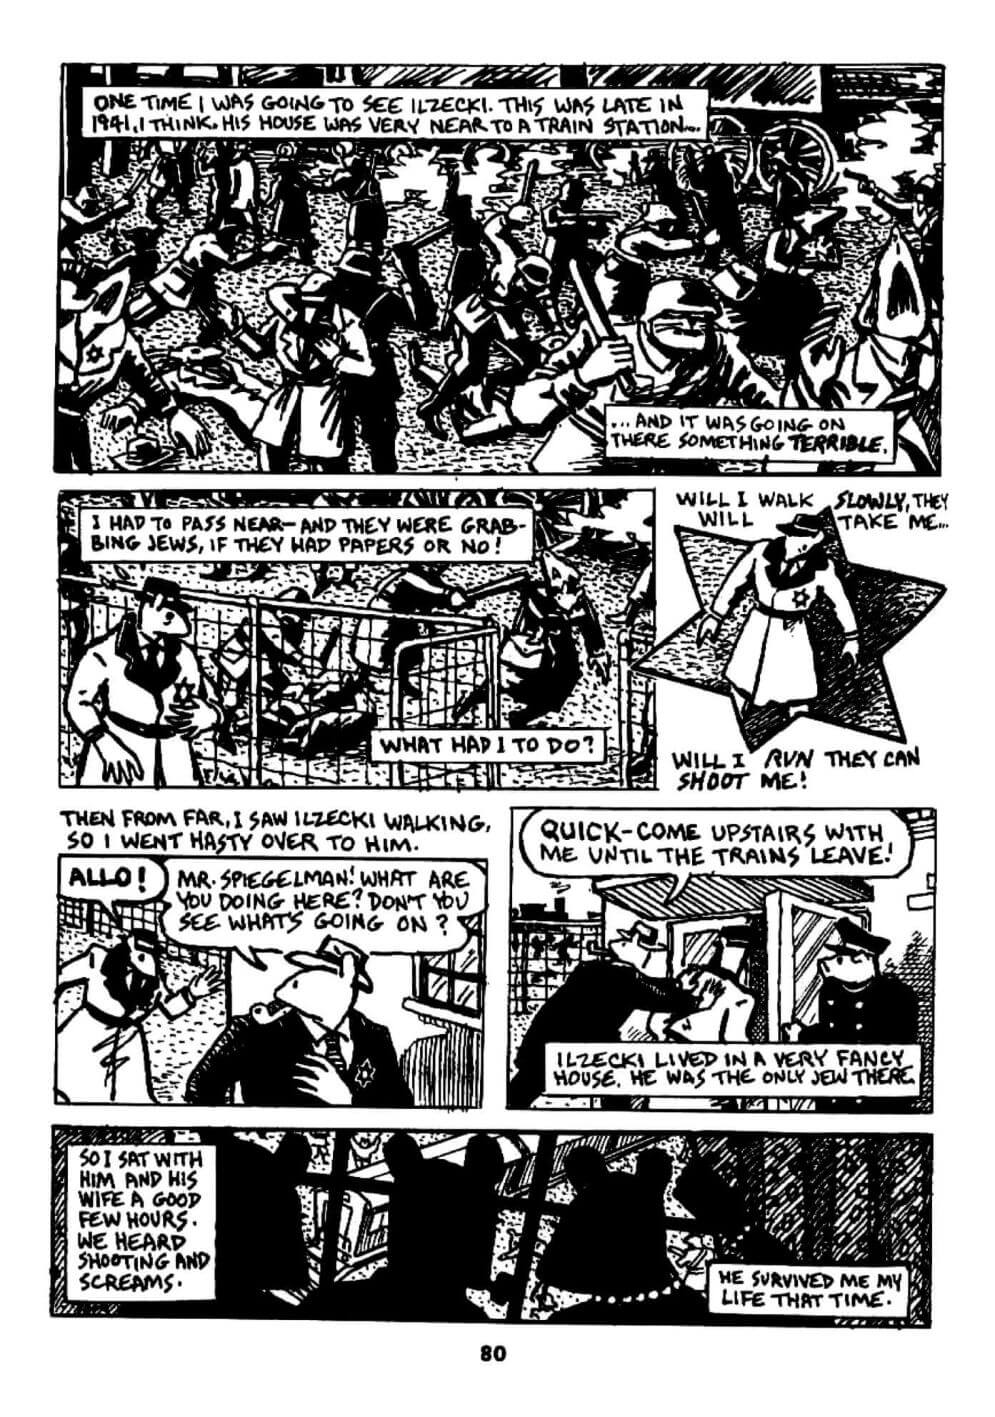 ONE TIME I WAS GOING TO SEE ILZECKI. THIS WAS LATE IN
1941, I THINK. HIS HOUSE WAS VERY NEAR TO A TRAIN STATION...
...AND IT WAS GOING ON
THERE SOMETHING TERRIBLE.
I HAD TO PASS NEAR—AND THEY WERE GRAB-
BING JEWS, IF THEY HAD PAPERS OR NO!
WHAT HAD I TO DO?
WILL I WALK SLOWLY, THEY
WILL TAKE ME...
WILL I RUN THEY CAN
SHOOT ME!
THEN FROM FAR, I SAW ILZECKI WALKING,
SO I WENT HASTY OVER TO HIM.
ALLO!
MR. SPIEGELMAN! WHAT ARE
YOU DOING HERE? DON'T YOU
SEE WHAT'S GOING ON?
QUICK-COME UPSTAIRS WITH
ME UNTIL THE TRAINS LEAVE!
ILZECKI LIVED IN A VERY FANCY
HOUSE. HE WAS THE ONLY JEW THERE.
SO I SAT WITH
HIM AND HIS
WIFE A GOOD
FEW HOURS.
WE HEARD
SHOOTING AND
SCREAMS.
HE SURVIVED ME MY
LIFE THAT TIME.
80